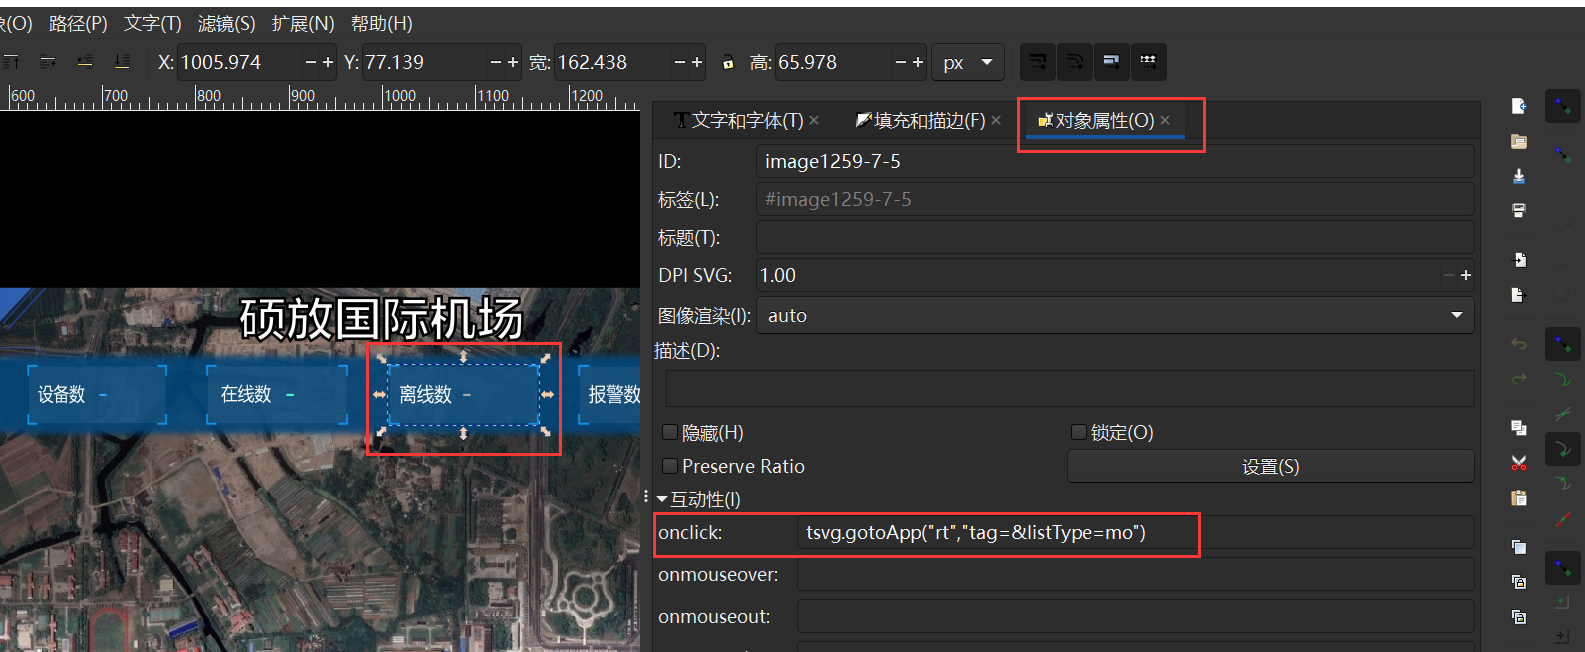 (O) 路径(P) 文字(T) 滤镜(S) 扩展(N) 帮助(H)
X: 1005.974 − + Y: 77.139 − + 宽: 162.438 − + 高: 65.978 − + px
600 700 800 900 1000 1100 1200
文字和字体(T) × 填充和描边(F) × 对象属性(O) ×
ID: image1259-7-5
标签(L): #image1259-7-5
标题(T):
DPI SVG: 1.00 − +
图像渲染(I): auto
描述(D):
隐藏(H) 锁定(O)
Preserve Ratio 设置(S)
互动性(I)
onclick: tsvg.gotoApp("rt","tag=&listType=mo")
onmouseover:
onmouseout:
硕放国际机场
设备数 - 在线数 - 离线数 - 报警数